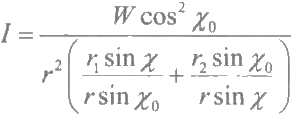 I = \frac{W \cos^2 \chi_0}{r^2 \left( \frac{r_1 \sin \chi}{r \sin \chi_0} + \frac{r_2 \sin \chi_0}{r \sin \chi} \right)}